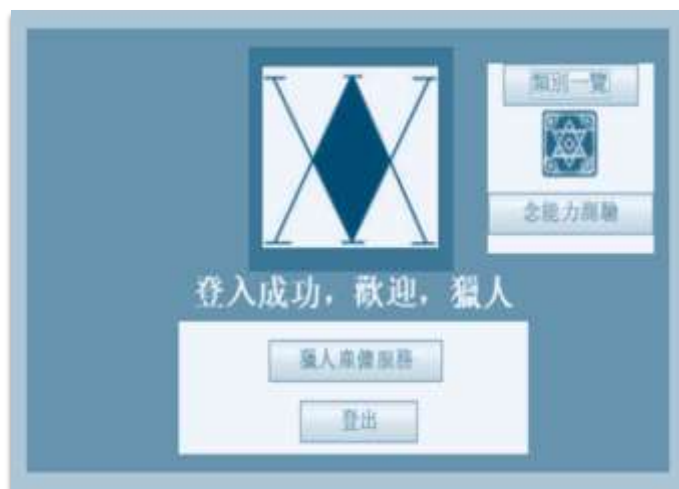 類別一覽
念能力測驗
登入成功，歡迎，獵人
獵人專備服務
登出